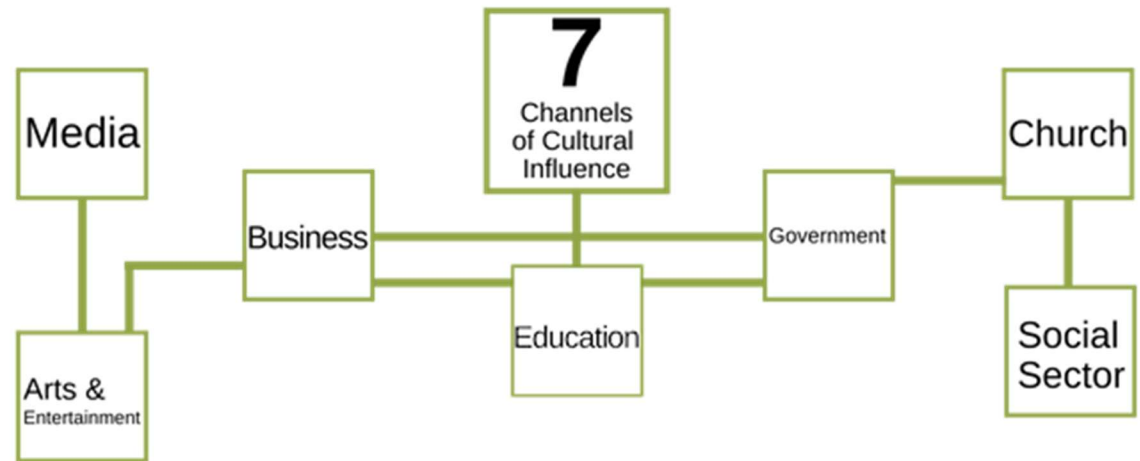 7
Channels
of Cultural
Influence
Media
Church
Business
Government
Education
Social
Sector
Arts &
Entertainment